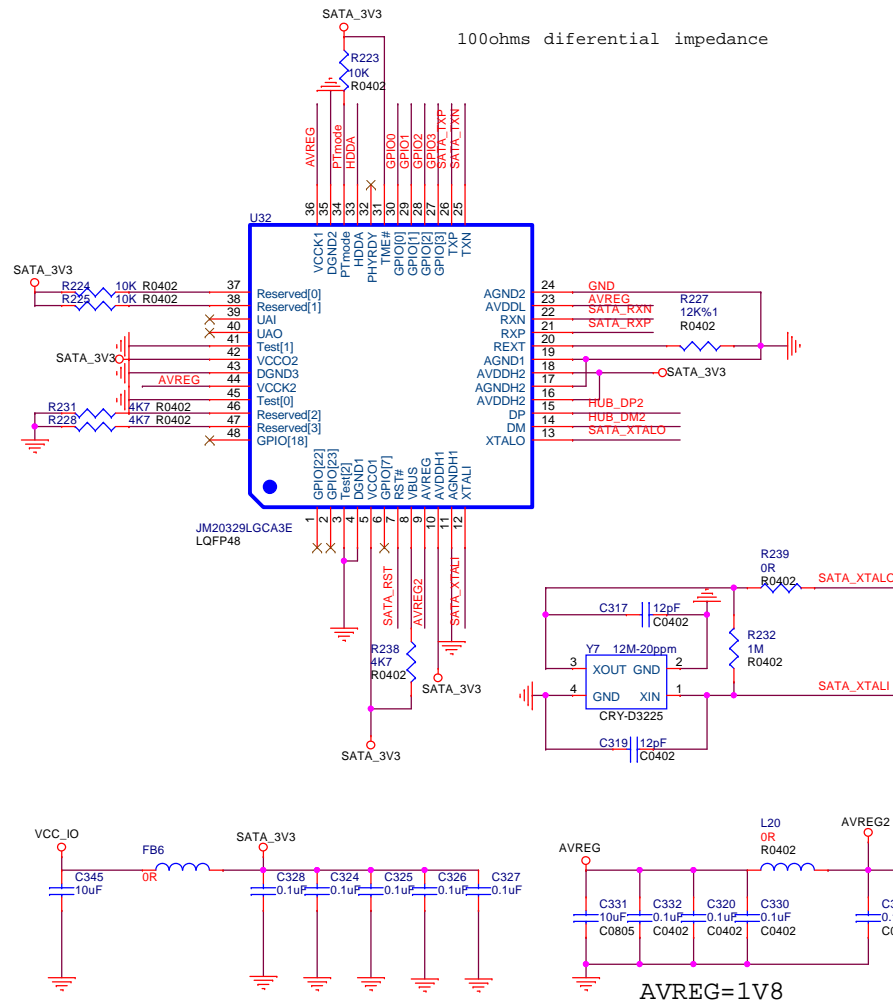 SATA_3V3
100ohms diferential impedance
R223
10K
R0402
AVREG
PTmode
HDDA
GPIO0
GPIO1
GPIO2
GPIO3
SATA_TXP
SATA_TXN
36
35
34
33
32
31
30
29
28
27
26
25
U32
VCCK1
DGND2
PTmode
HDDA
PHYRDY
TME#
GPIO[0]
GPIO[1]
GPIO[2]
GPIO[3]
TXP
TXN
SATA_3V3
R224 10K R0402 37 Reserved[0]
R225 10K R0402 38 Reserved[1]
39 UAI
40 UAO
41 Test[1]
SATA_3V3 42 VCCO2
43 DGND3
AVREG 44 VCCK2
45 Test[0]
R231 4K7 R0402 46 Reserved[2]
R228 4K7 R0402 47 Reserved[3]
48 GPIO[18]
AGND2 24 GND
AVDDL 23 AVREG
RXN 22 SATA_RXN
RXP 21 SATA_RXP
REXT 20
AGND1 19
AVDDH2 18
AGNDH2 17
AVDDH2 16
DP 15 HUB_DP2
DM 14 HUB_DM2
XTALO 13 SATA_XTALO
R227
12K%1
R0402
SATA_3V3
GPIO[22]
GPIO[23]
Test[2]
DGND1
VCCO1
GPIO[7]
RST#
VBUS
AVREG
AVDDH1
AGNDH1
XTALI
1
2
3
4
5
6
7
8
9
10
11
12
JM20329LGCA3E
LQFP48
SATA_RST
AVREG2
SATA_XTALI
R238
4K7
R0402
SATA_3V3
SATA_3V3
R239
0R
R0402
SATA_XTALO
C317 12pF
C0402
R232
1M
R0402
Y7 12M-20ppm
3 XOUT GND 2
4 GND XIN 1
CRY-D3225
SATA_XTALI
C319 12pF
C0402
VCC_IO
FB6
0R
SATA_3V3
C345
10uF
C328
0.1uF
C324
0.1uF
C325
0.1uF
C326
0.1uF
C327
0.1uF
AVREG
L20
0R
R0402
AVREG2
C331
10uF
C0805
C332
0.1uF
C0402
C320
0.1uF
C0402
C330
0.1uF
C0402
AVREG=1V8